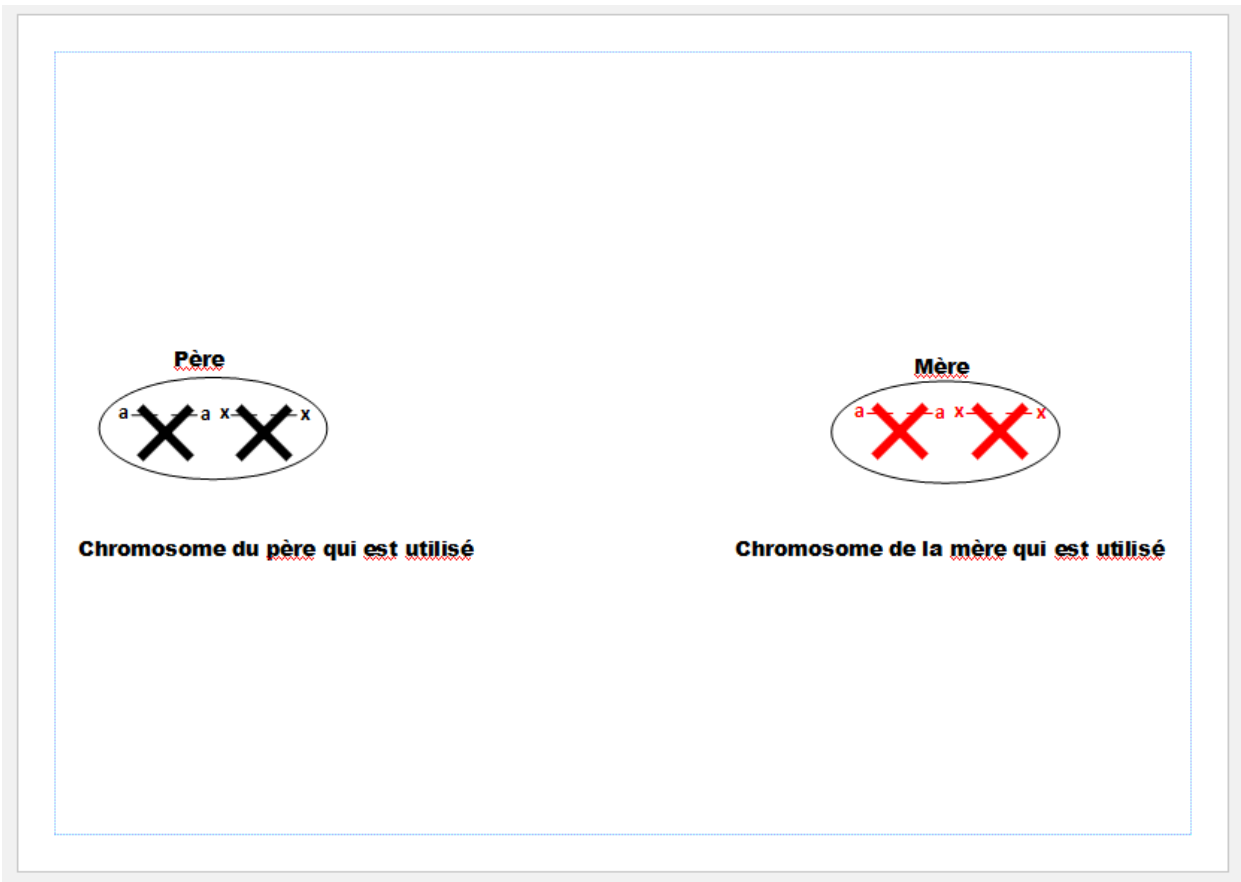 Père
Mère
a a x x
a a x x
Chromosome du père qui est utilisé
Chromosome de la mère qui est utilisé